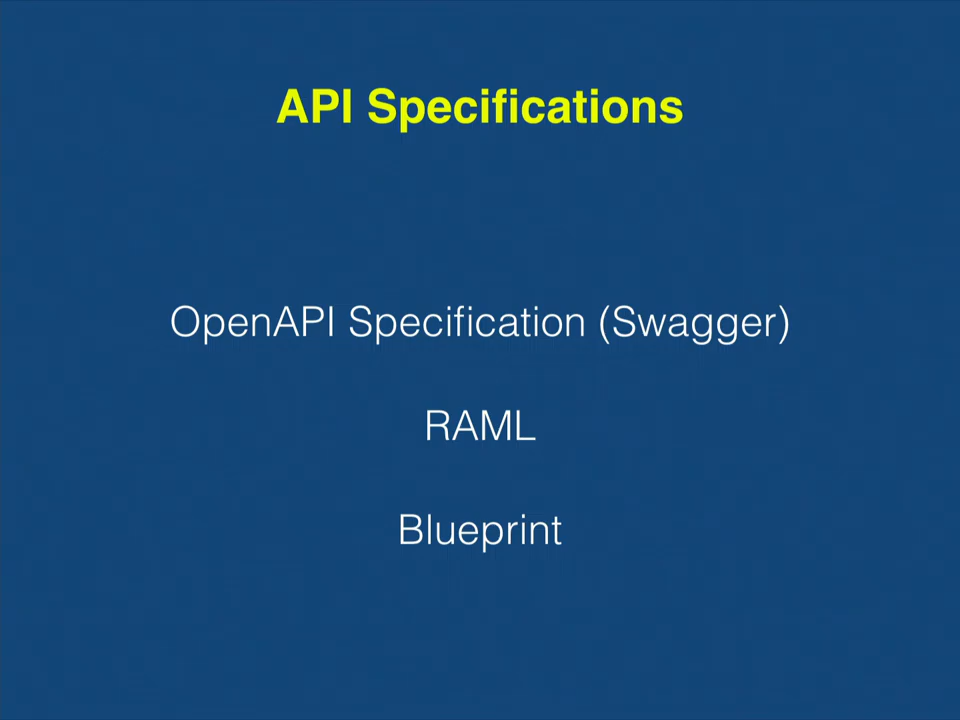 API Specifications
OpenAPI Specification (Swagger)
RAML
Blueprint